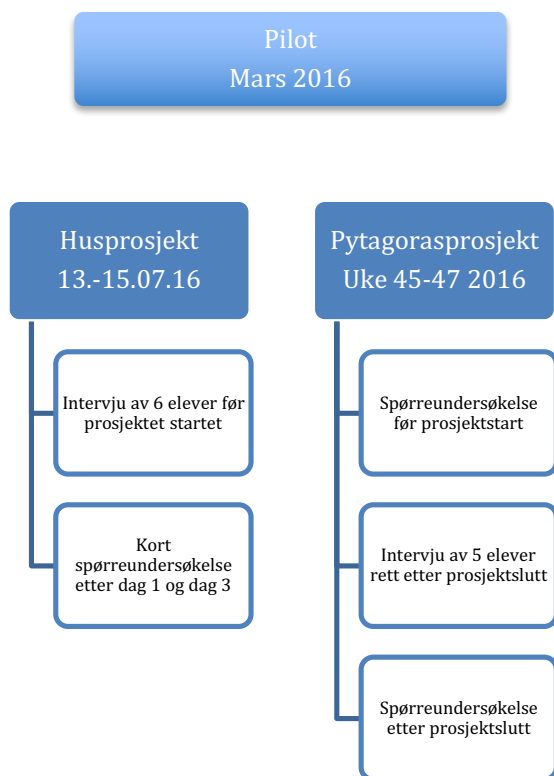 Pilot
Mars 2016
Husprosjekt
13.-15.07.16
Intervju av 6 elever før
prosjektet startet
Kort
spørreundersøkelse
etter dag 1 og dag 3
Pytagorasprosjekt
Uke 45-47 2016
Spørreundersøkelse
før prosjektstart
Intervju av 5 elever
rett etter prosjektslutt
Spørreundersøkelse
etter prosjektslutt